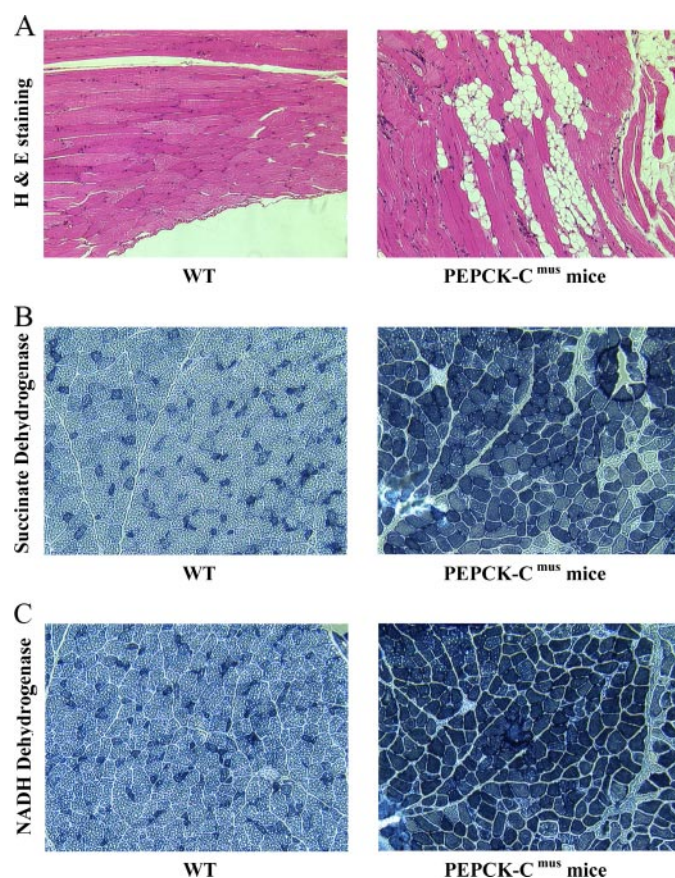 A
H & E staining
WT
PEPCK-C mus mice
B
Succinate Dehydrogenase
WT
PEPCK-C mus mice
C
NADH Dehydrogenase
WT
PEPCK-C mus mice